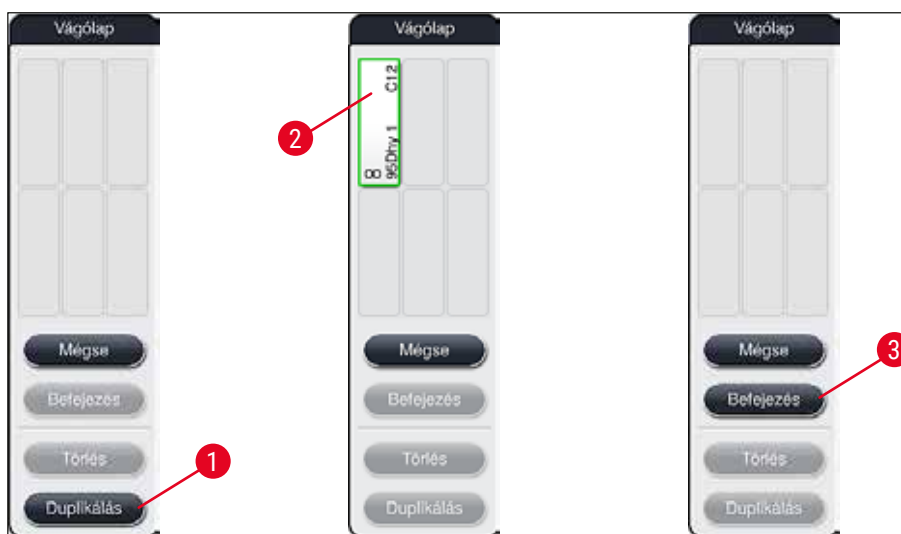 Vágólap
Mégse
Befejezés
Törlés
Duplikálás
1
Vágólap
2
C12
95Dhy 1
8
Mégse
Befejezés
Törlés
Duplikálás
Vágólap
Mégse
Befejezés
3
Törlés
Duplikálás